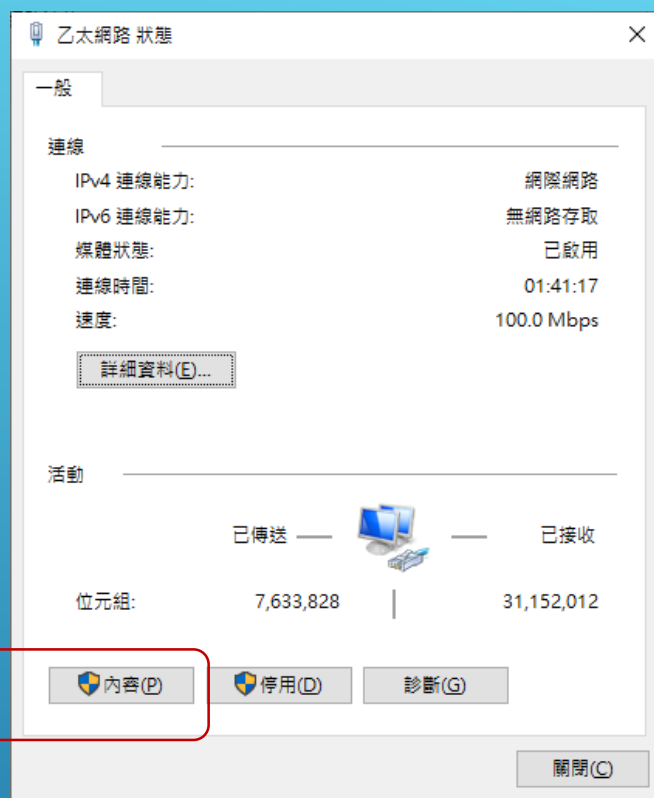 乙太網路 狀態
一般
連線
IPv4 連線能力: 網際網路
IPv6 連線能力: 無網路存取
媒體狀態: 已啟用
連線時間: 01:41:17
速度: 100.0 Mbps
詳細資料(E)...
活動
已傳送 已接收
位元組: 7,633,828 31,152,012
內容(P) 停用(D) 診斷(G)
關閉(C)